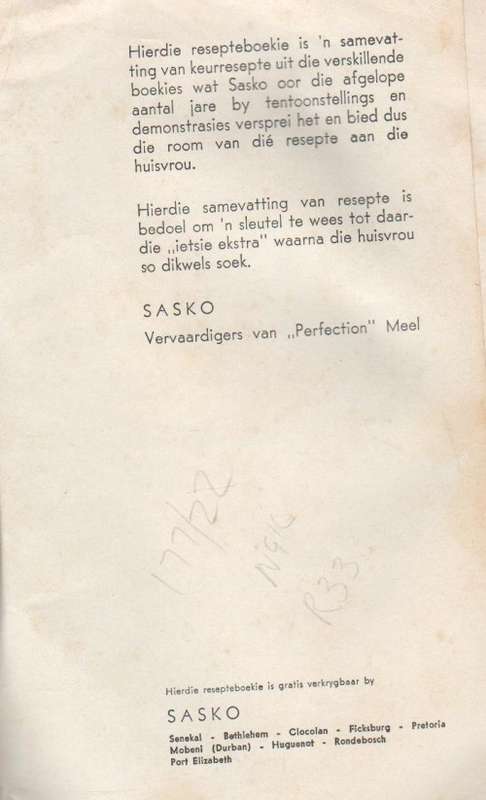 Hierdie resepteboekie is 'n samevat-
ting van keurresepte uit die verskillende
boekies wat Sasko oor die afgelope
aantal jare by tentoonstellings en
demonstrasies versprei het en bied dus
die room van dié resepte aan die
huisvrou.
Hierdie samevatting van resepte is
bedoel om 'n sleutel te wees tot daar-
die „ietsie ekstra" waarna die huisvrou
so dikwels soek.
SASKO
Vervaardigers van „Perfection" Meel
177/22
R33
Hierdie resepteboekie is gratis verkrygbaar by
SASKO
Senekal - Bethlehem - Clocolan - Ficksburg - Pretoria
Mobeni (Durban) - Huguenot - Rondebosch
Port Elizabeth